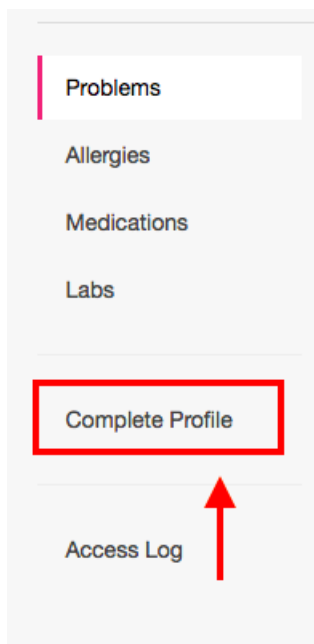 Problems
Allergies
Medications
Labs
Complete Profile
Access Log